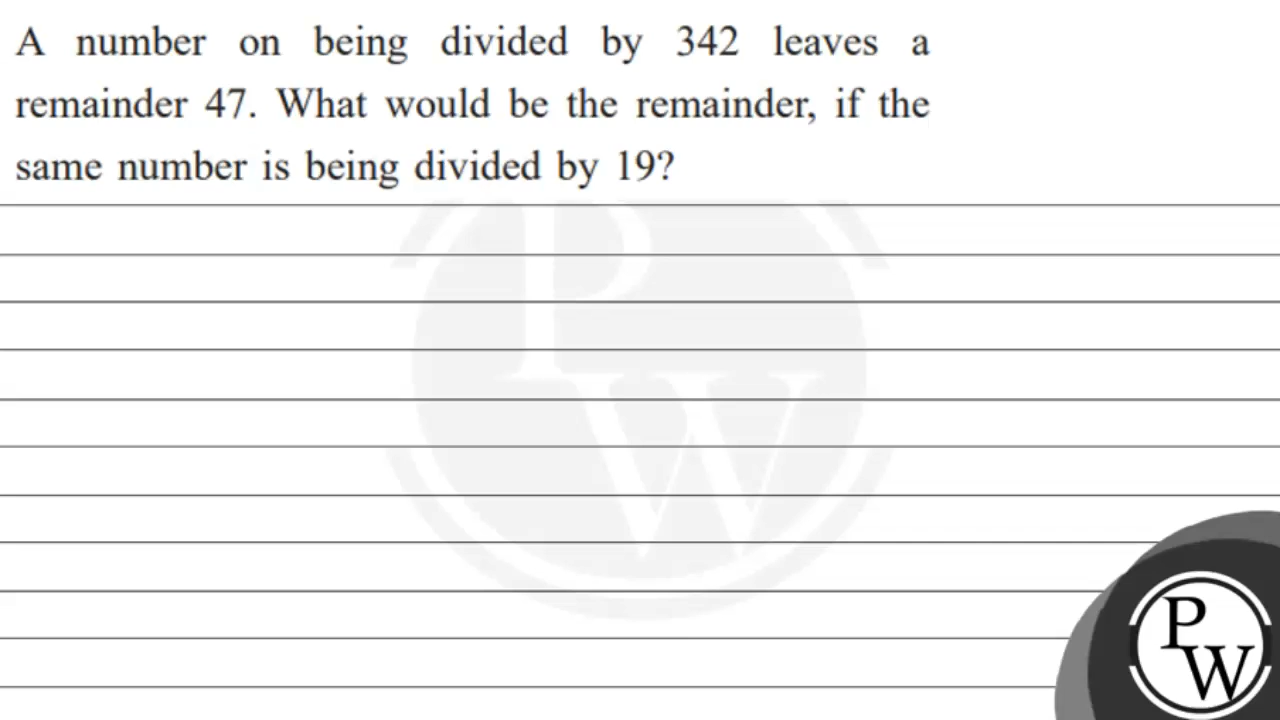 A number on being divided by 342 leaves a
remainder 47. What would be the remainder, if the
same number is being divided by 19?
P
W
P
W